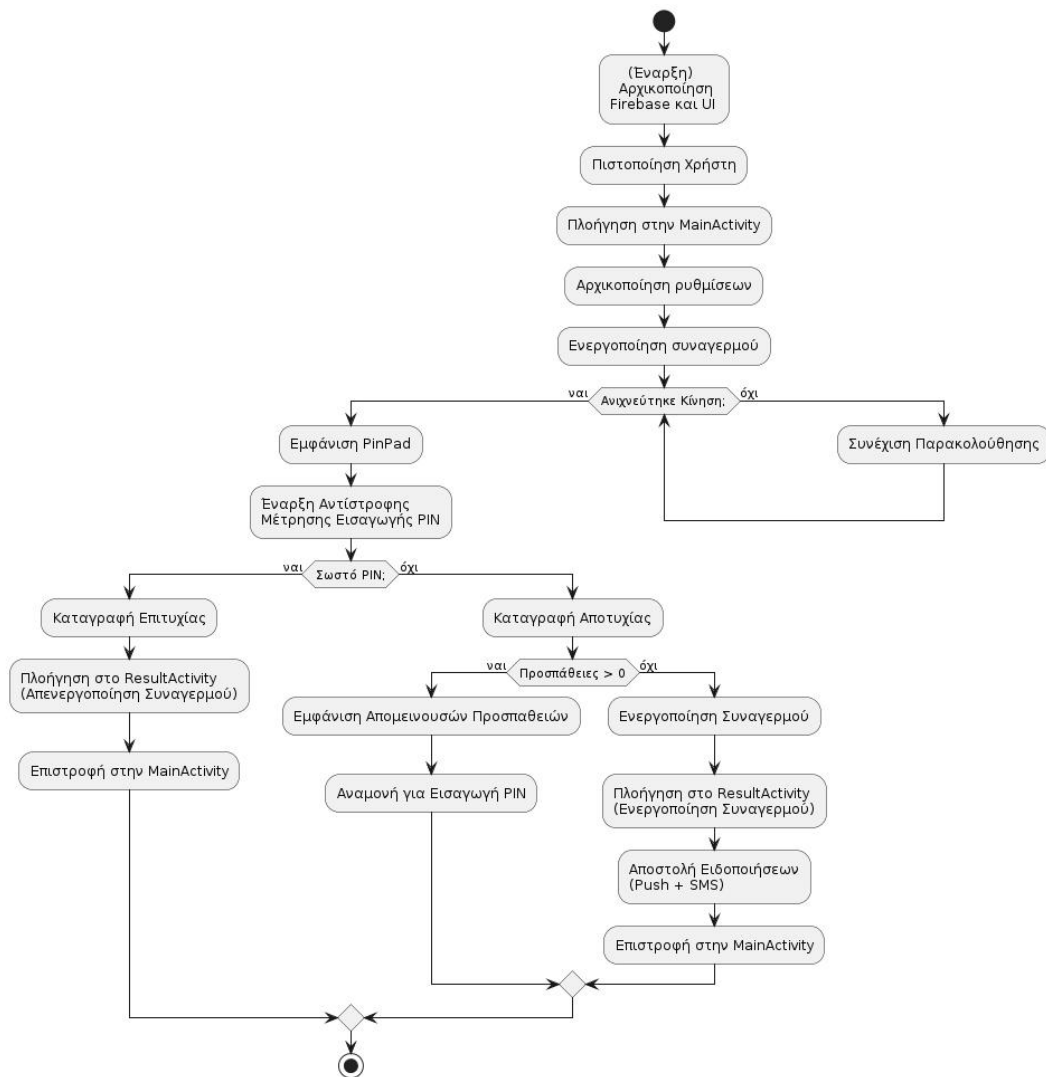 (Έναρξη)
Αρχικοποίηση
Firebase και UI
Πιστοποίηση Χρήστη
Πλοήγηση στην MainActivity
Αρχικοποίηση ρυθμίσεων
Ενεργοποίηση συναγερμού
ναι
Ανιχνεύτηκε Κίνηση;
όχι
Εμφάνιση PinPad
Συνέχιση Παρακολούθησης
Έναρξη Αντίστροφης
Μέτρησης Εισαγωγής PIN
ναι
Σωστό PIN;
όχι
Καταγραφή Επιτυχίας
Καταγραφή Αποτυχίας
Πλοήγηση στο ResultActivity
(Απενεργοποίηση Συναγερμού)
ναι
Προσπάθειες > 0
όχι
Εμφάνιση Απομεινουσών Προσπαθειών
Ενεργοποίηση Συναγερμού
Επιστροφή στην MainActivity
Αναμονή για Εισαγωγή PIN
Πλοήγηση στο ResultActivity
(Ενεργοποίηση Συναγερμού)
Αποστολή Ειδοποιήσεων
(Push + SMS)
Επιστροφή στην MainActivity